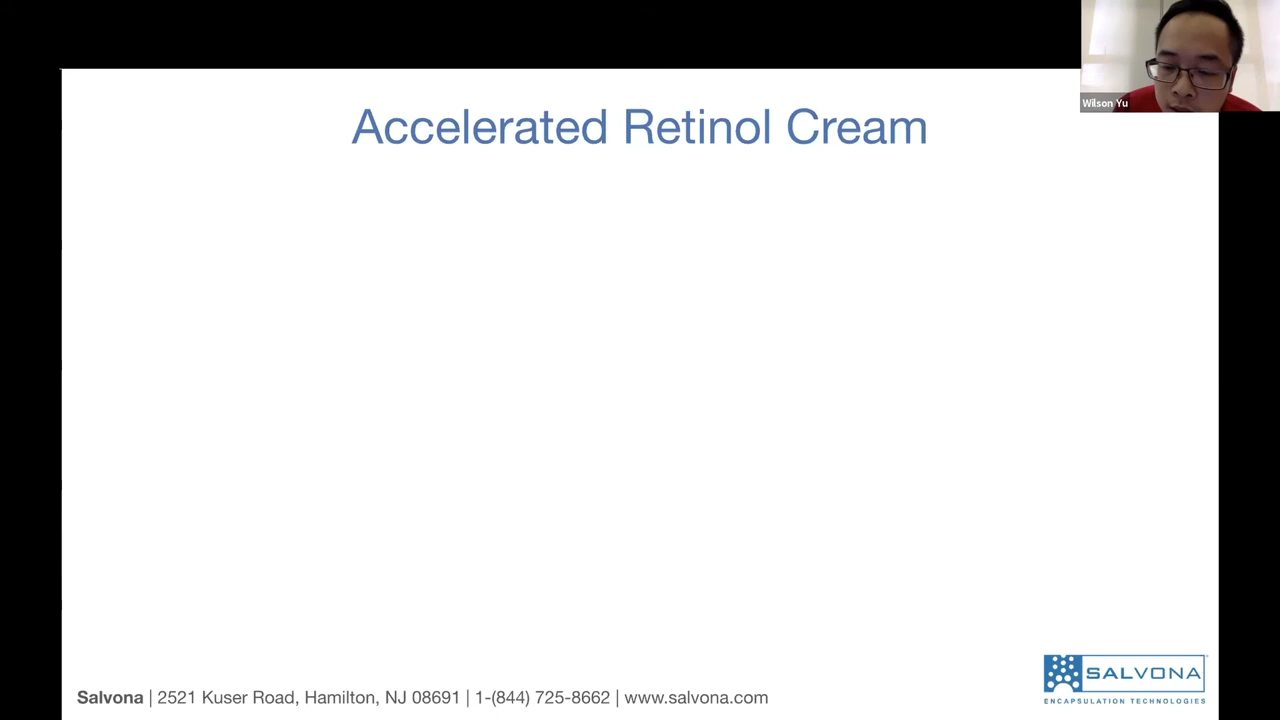 Wilson Yu
Accelerated Retinol Cream
SALVONA
ENCAPSULATION TECHNOLOGIES
Salvona | 2521 Kuser Road, Hamilton, NJ 08691 | 1-(844) 725-8662 | www.salvona.com